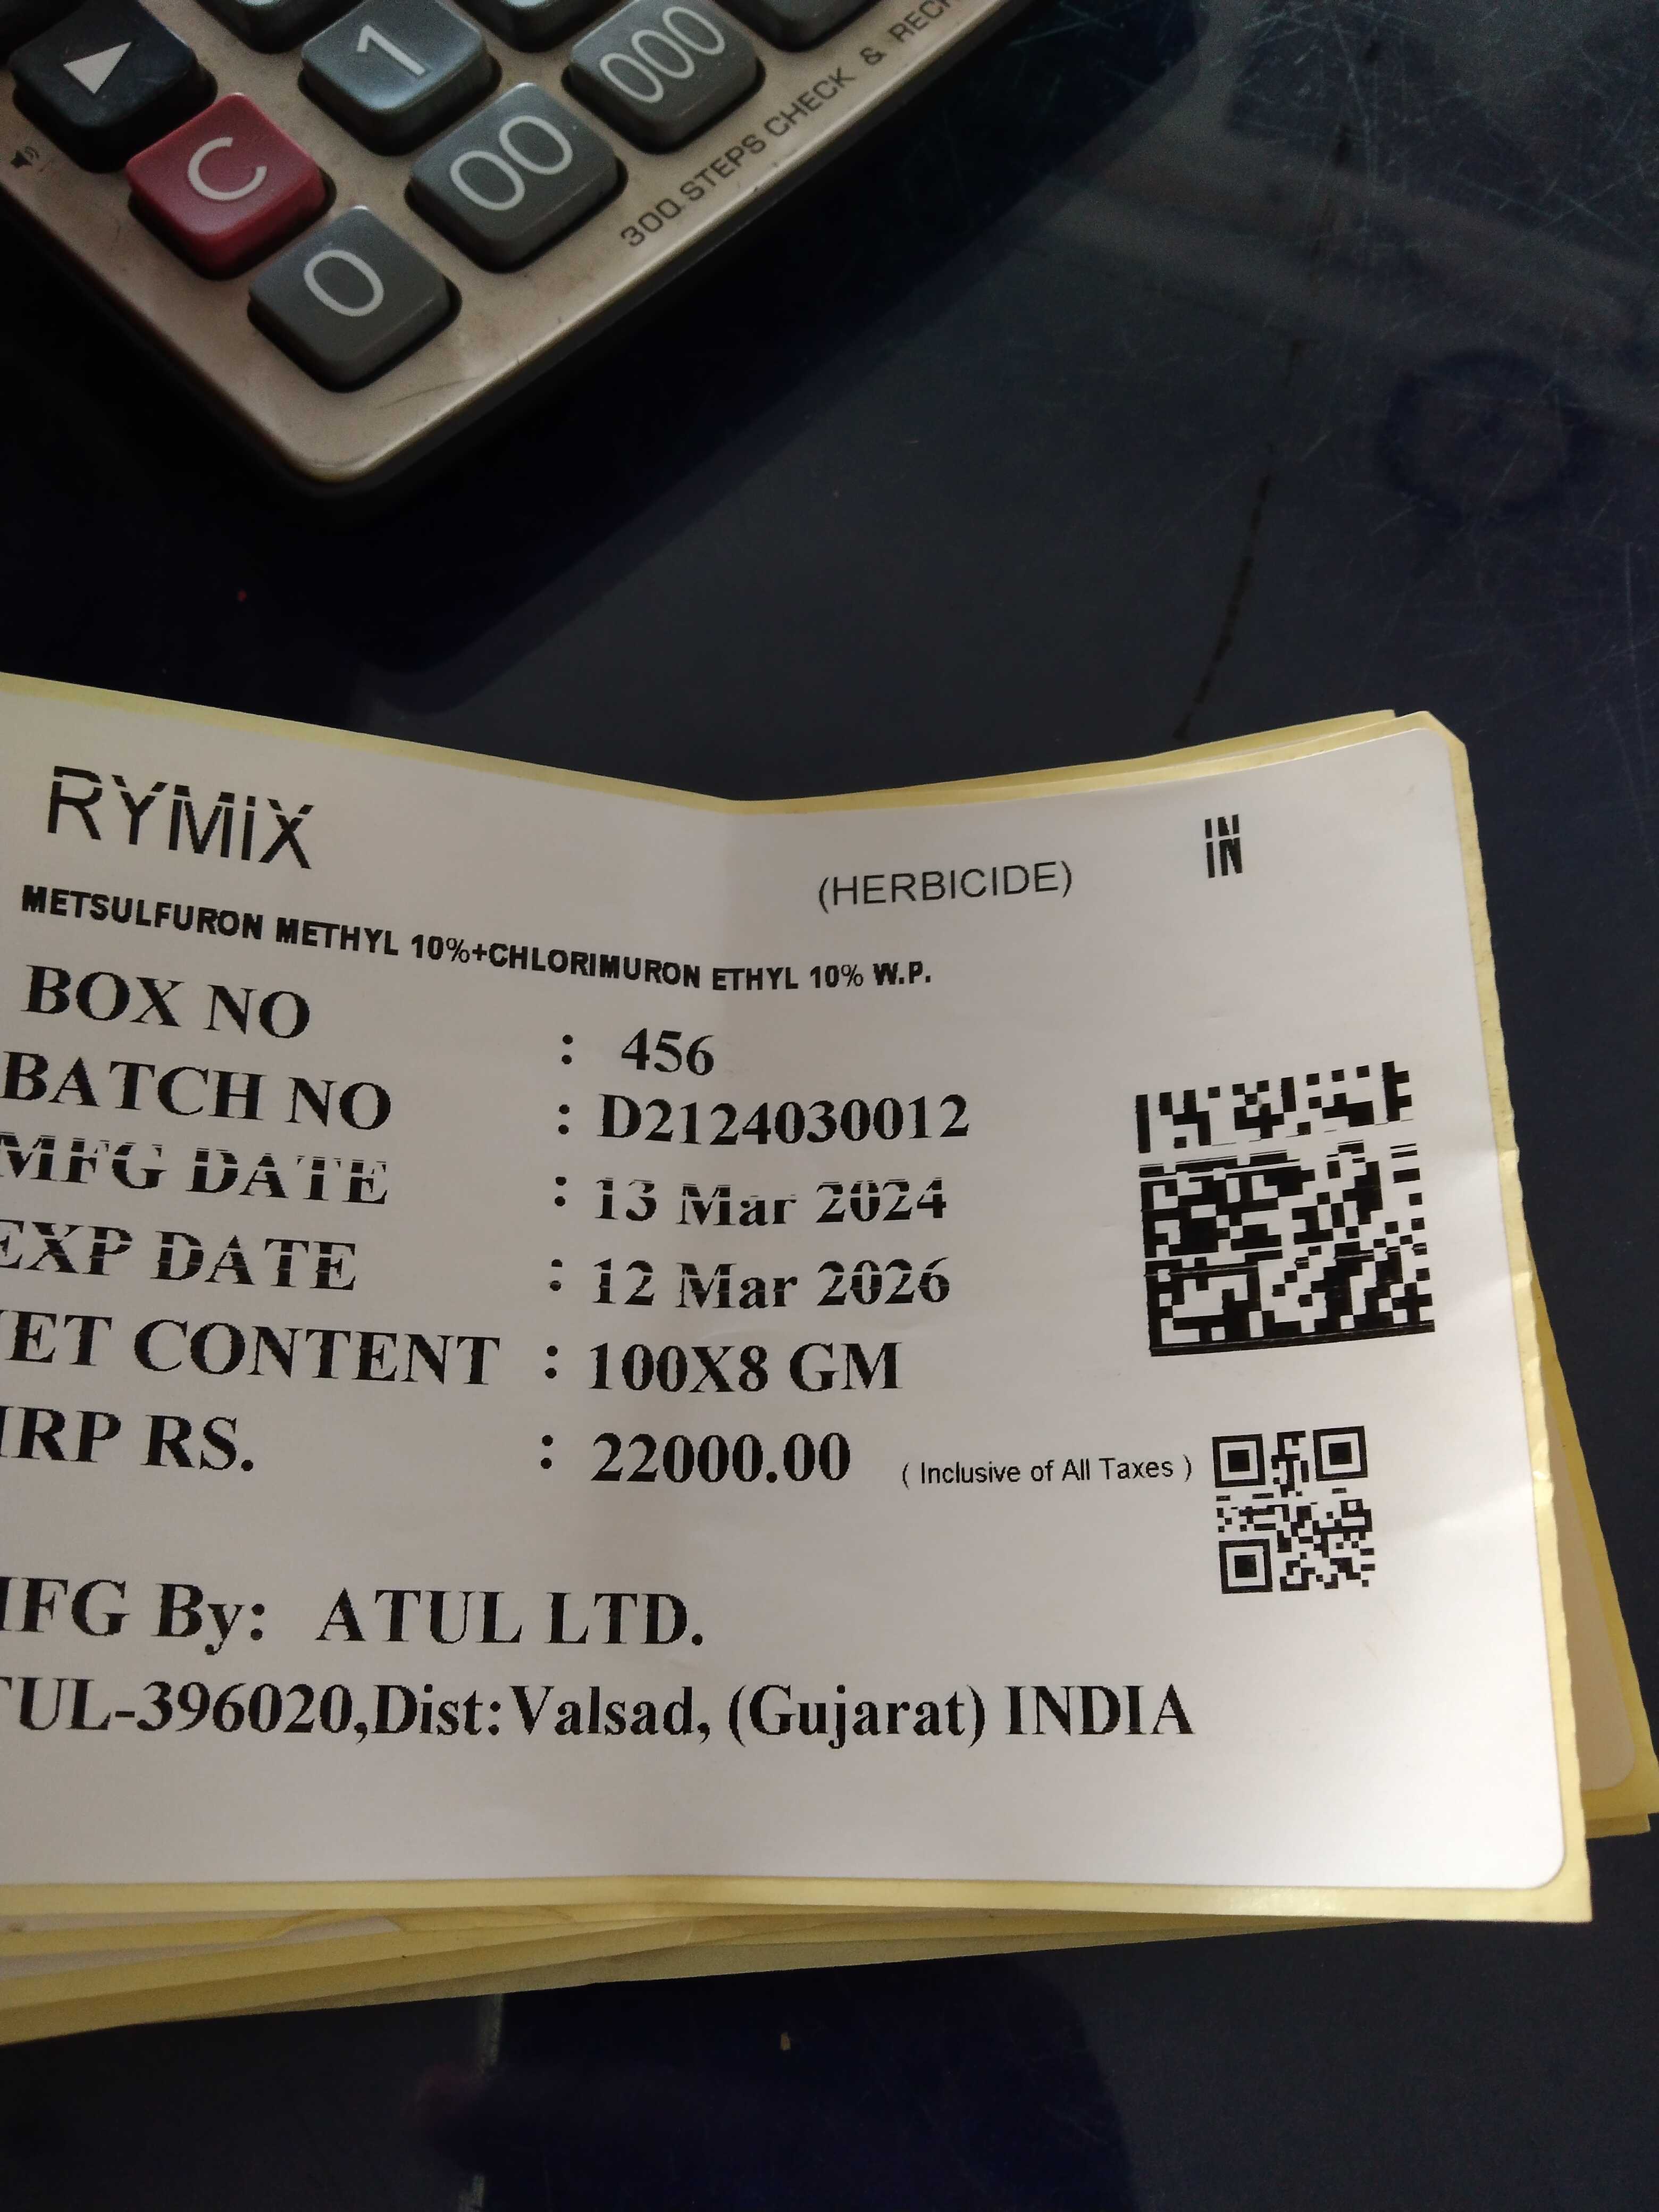 1
000
C
00
0
300 STEPS CHECK & RECH
RYMIX
(HERBICIDE)
IN
METSULFURON METHYL 10%+CHLORIMURON ETHYL 10% W.P.
BOX NO : 456
BATCH NO : D2124030012
MFG DATE : 13 Mar 2024
EXP DATE : 12 Mar 2026
ET CONTENT : 100X8 GM
RP RS. : 22000.00 ( Inclusive of All Taxes )
FG By: ATUL LTD.
TUL-396020,Dist:Valsad, (Gujarat) INDIA